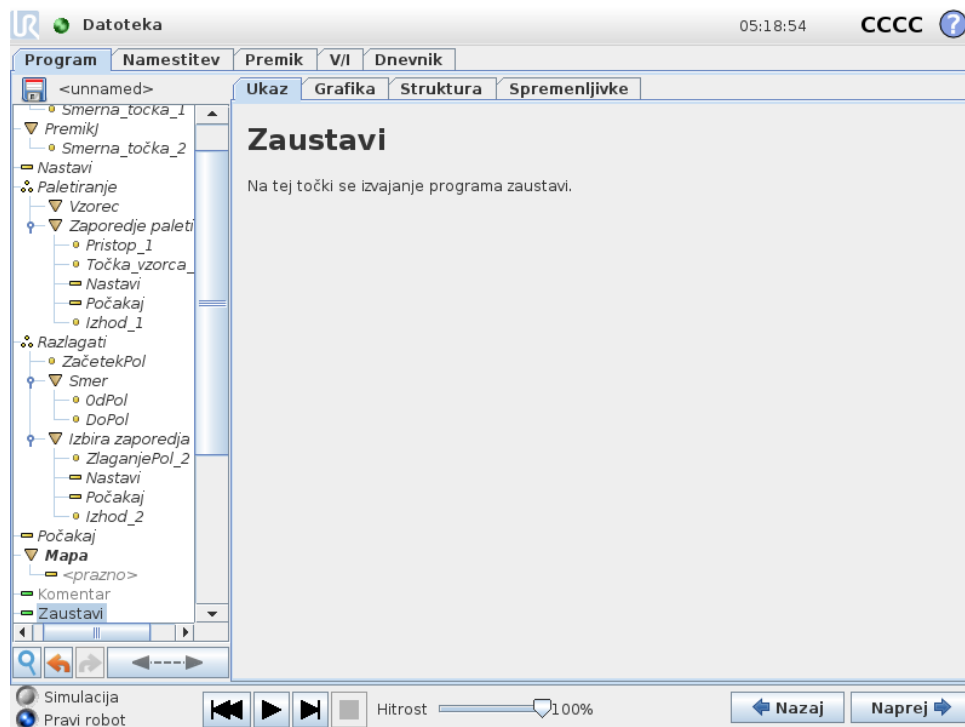 UR Datoteka 05:18:54 CCCC ?
Program Namestitev Premik V/I Dnevnik
<unnamed>
Ukaz Grafika Struktura Spremenljivke
Smerna_točka_1
PremikJ
Smerna_točka_2
Nastavi
Paletiranje
Vzorec
Zaporedje paleti
Pristop_1
Točka_vzorca_
Nastavi
Počakaj
Izhod_1
Razlagati
ZačetekPol
Smer
OdPol
DoPol
Izbira zaporedja
ZlaganjePol_2
Nastavi
Počakaj
Izhod_2
Počakaj
Mapa
<prazno>
Komentar
Zaustavi
Zaustavi
Na tej točki se izvajanje programa zaustavi.
Simulacija
Pravi robot
Hitrost 100%
Nazaj Naprej